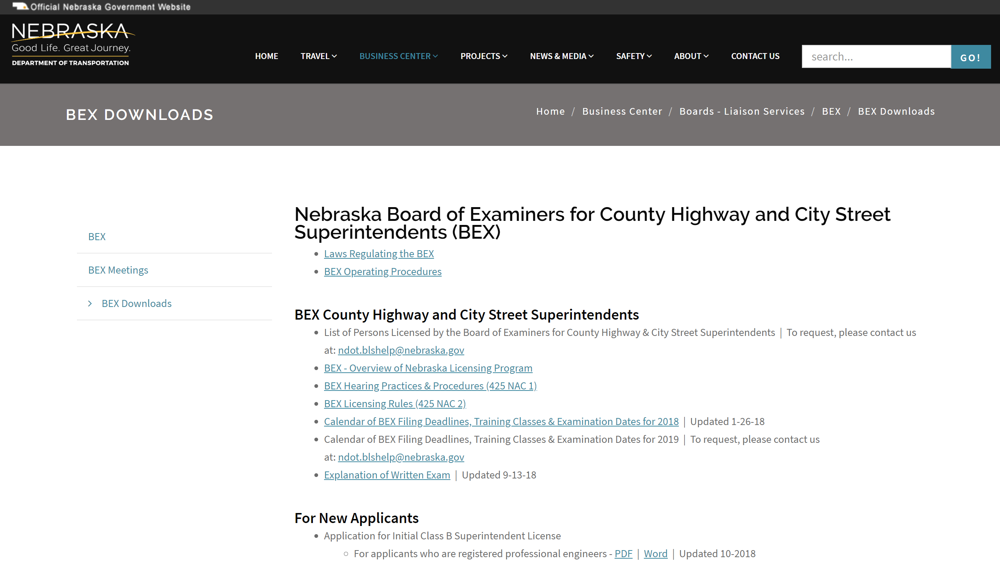 Official Nebraska Government Website
NEBRASKA
Good Life. Great Journey.
DEPARTMENT OF TRANSPORTATION
HOME
TRAVEL
BUSINESS CENTER
PROJECTS
NEWS & MEDIA
SAFETY
ABOUT
CONTACT US
search...
GO!
BEX DOWNLOADS
Home / Business Center / Boards - Liaison Services / BEX / BEX Downloads
BEX
BEX Meetings
BEX Downloads
Nebraska Board of Examiners for County Highway and City Street
Superintendents (BEX)
Laws Regulating the BEX
BEX Operating Procedures
BEX County Highway and City Street Superintendents
List of Persons Licensed by the Board of Examiners for County Highway & City Street Superintendents | To request, please contact us
at: ndot.blshelp@nebraska.gov
BEX - Overview of Nebraska Licensing Program
BEX Hearing Practices & Procedures (425 NAC 1)
BEX Licensing Rules (425 NAC 2)
Calendar of BEX Filing Deadlines, Training Classes & Examination Dates for 2018 | Updated 1-26-18
Calendar of BEX Filing Deadlines, Training Classes & Examination Dates for 2019 | To request, please contact us
at: ndot.blshelp@nebraska.gov
Explanation of Written Exam | Updated 9-13-18
For New Applicants
Application for Initial Class B Superintendent License
For applicants who are registered professional engineers - PDF | Word | Updated 10-2018